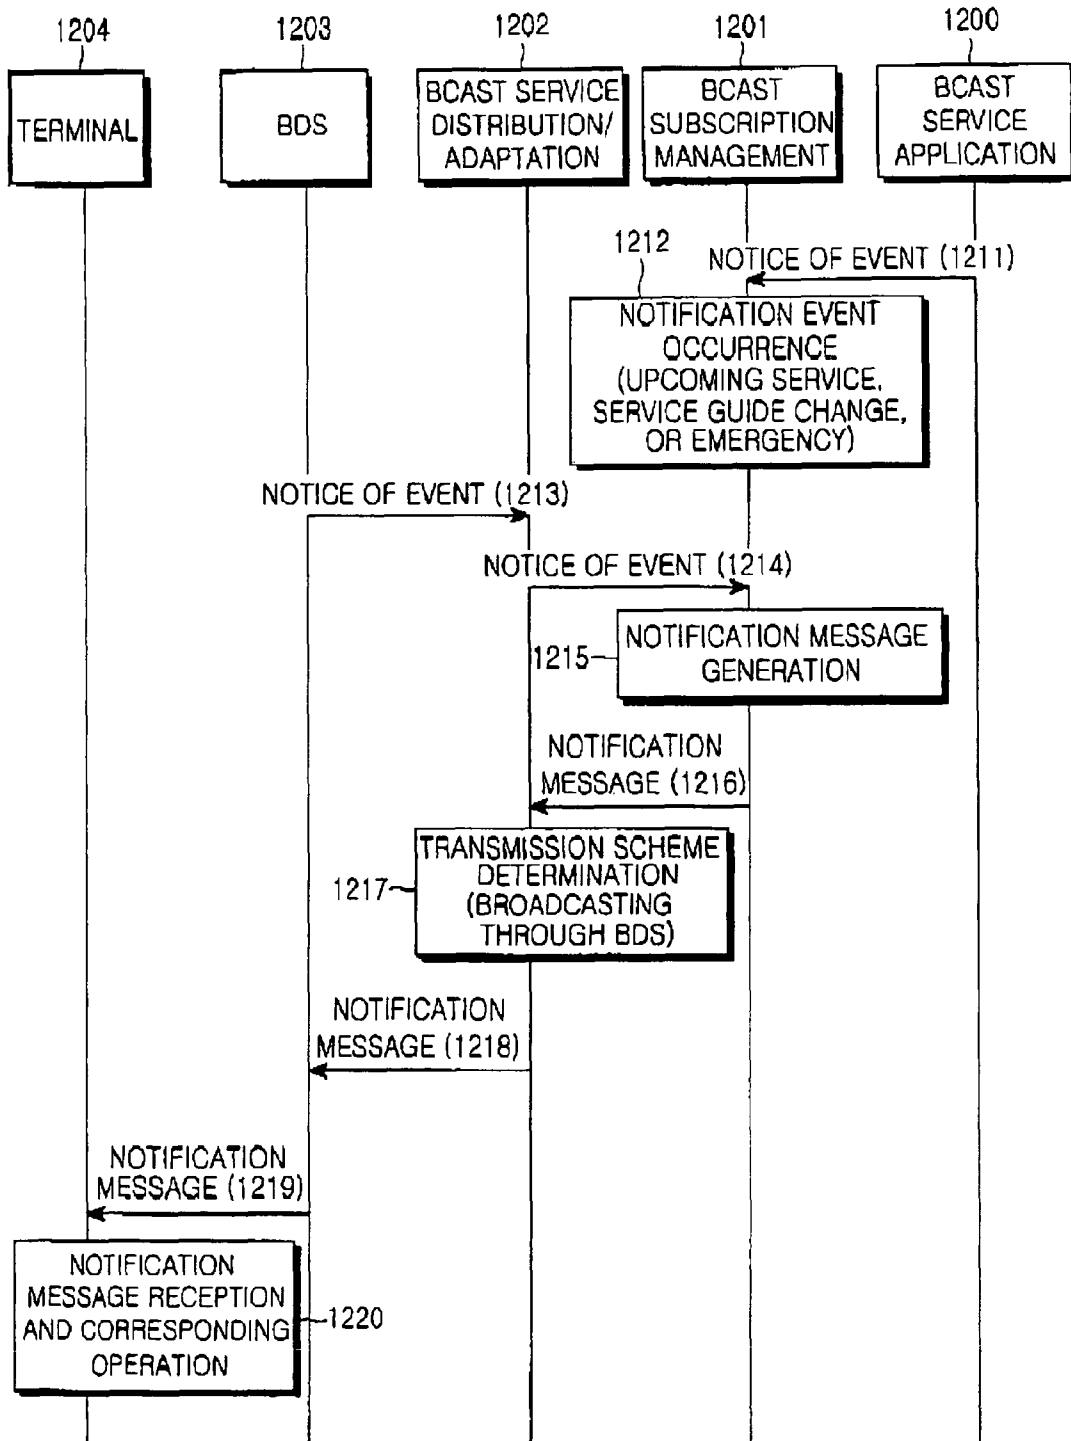 1204
1203
1202
1201
1200
TERMINAL
BDS
BCAST SERVICE
DISTRIBUTION/
ADAPTATION
BCAST
SUBSCRIPTION
MANAGEMENT
BCAST
SERVICE
APPLICATION
1212
NOTICE OF EVENT (1211)
NOTIFICATION EVENT
OCCURRENCE
(UPCOMING SERVICE,
SERVICE GUIDE CHANGE,
OR EMERGENCY)
NOTICE OF EVENT (1213)
NOTICE OF EVENT (1214)
1215
NOTIFICATION MESSAGE
GENERATION
NOTIFICATION
MESSAGE (1216)
1217
TRANSMISSION SCHEME
DETERMINATION
(BROADCASTING
THROUGH BDS)
NOTIFICATION
MESSAGE (1218)
NOTIFICATION
MESSAGE (1219)
NOTIFICATION
MESSAGE RECEPTION
AND CORRESPONDING
OPERATION
1220